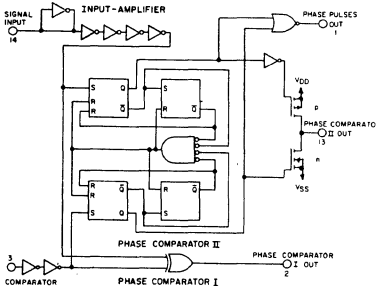 SIGNAL INPUT-AMPLIFIER
INPUT PHASE PULSES
OUT
14 1
VDD
S Q S Q
R p
R Q̅ R Q̅
PHASE COMPARATO
II OUT
13
n
R Q̅ R Q̅
R
S Q S Q
VSS
PHASE COMPARATOR II
3 PHASE COMPARATOR
I OUT
2
COMPARATOR PHASE COMPARATOR I